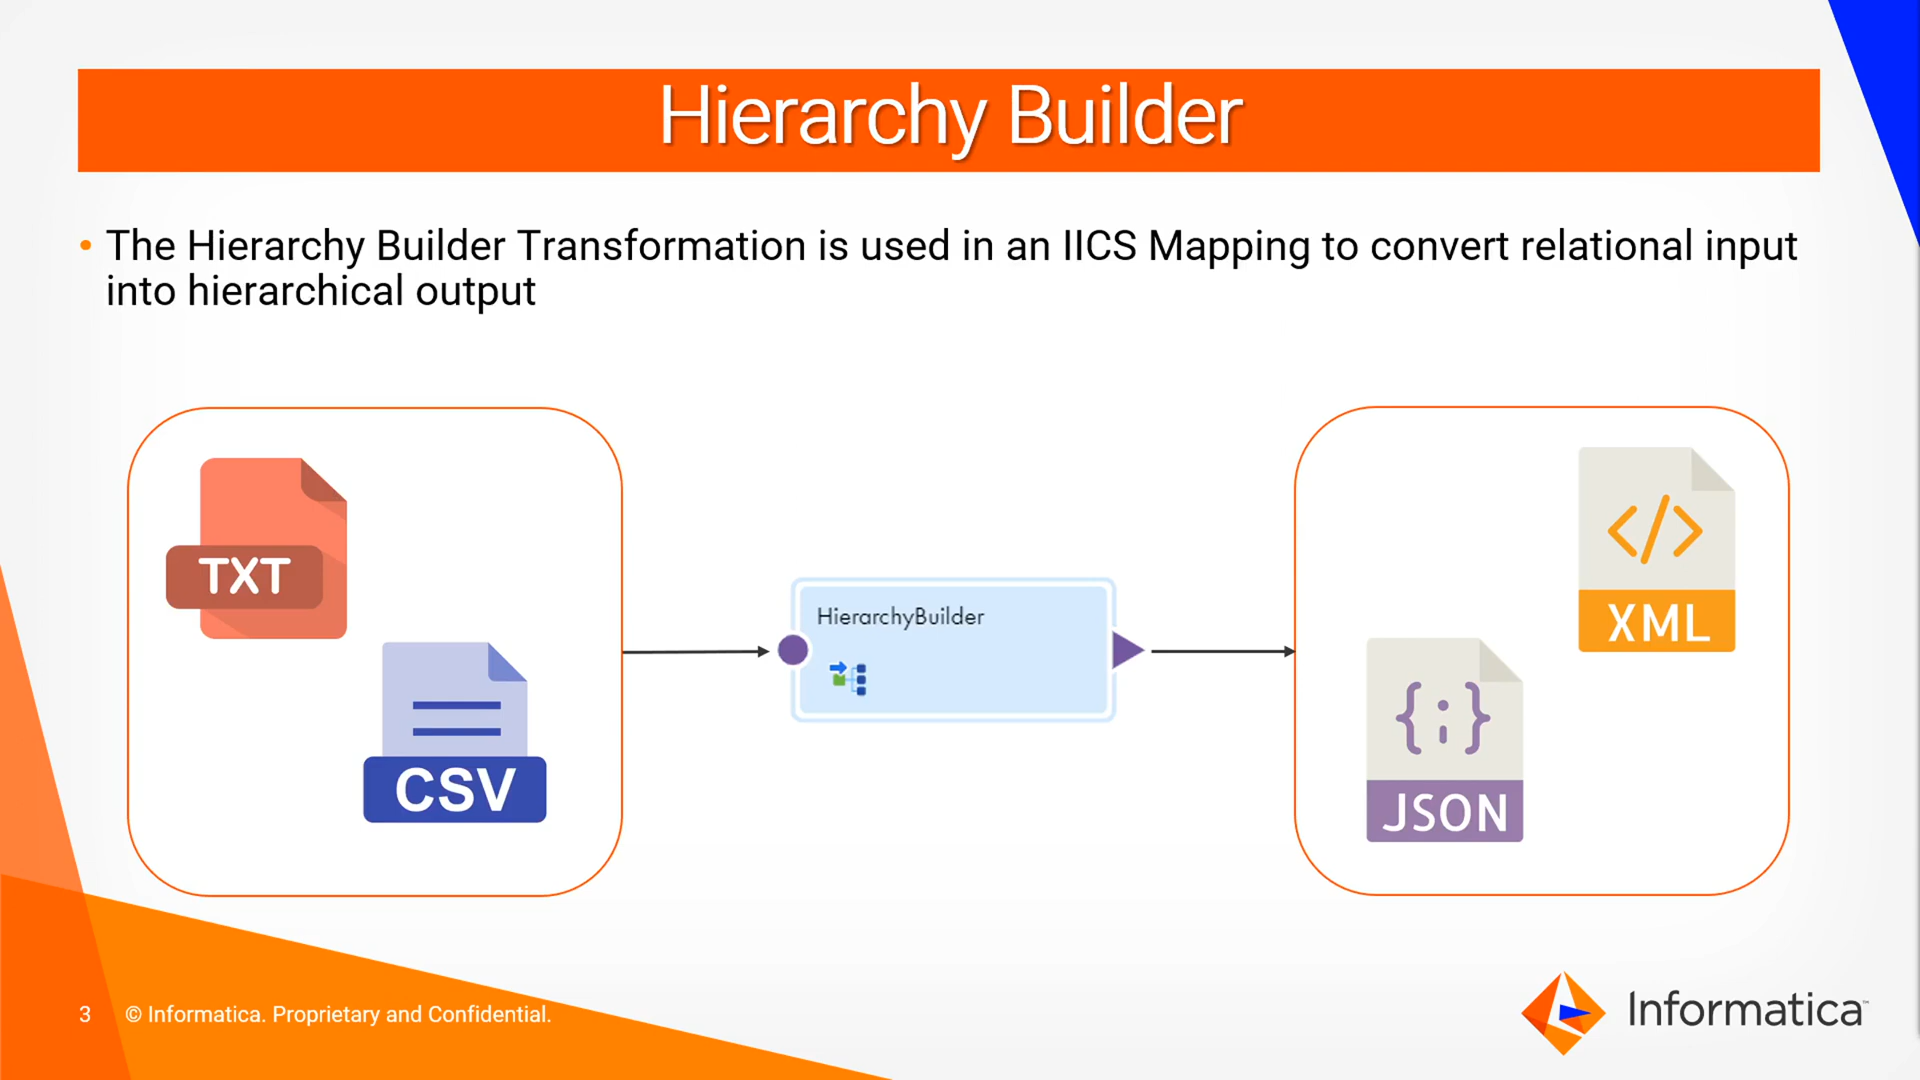 Hierarchy Builder
• The Hierarchy Builder Transformation is used in an IICS Mapping to convert relational input
into hierarchical output
TXT
CSV
HierarchyBuilder
</>
XML
{;}
JSON
3 © Informatica. Proprietary and Confidential.
Informatica™